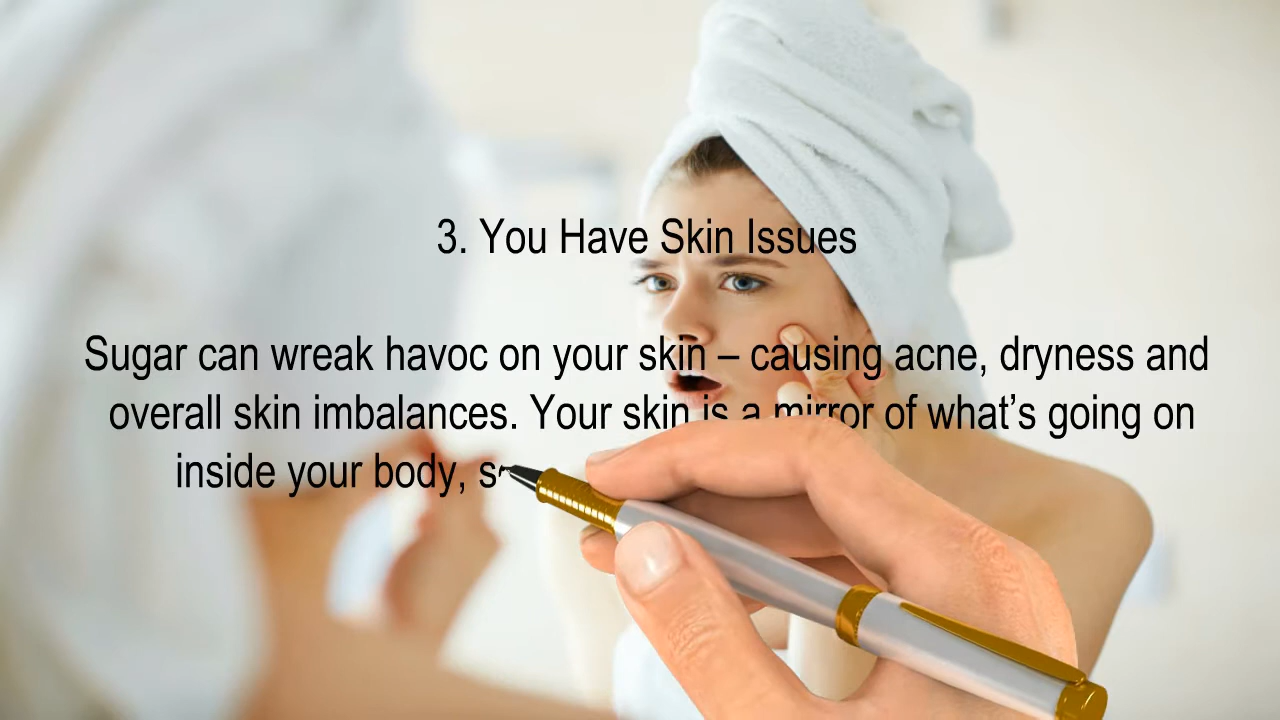 3. You Have Skin Issues
Sugar can wreak havoc on your skin – causing acne, dryness and
overall skin imbalances. Your skin is a mirror of what’s going on
inside your body,